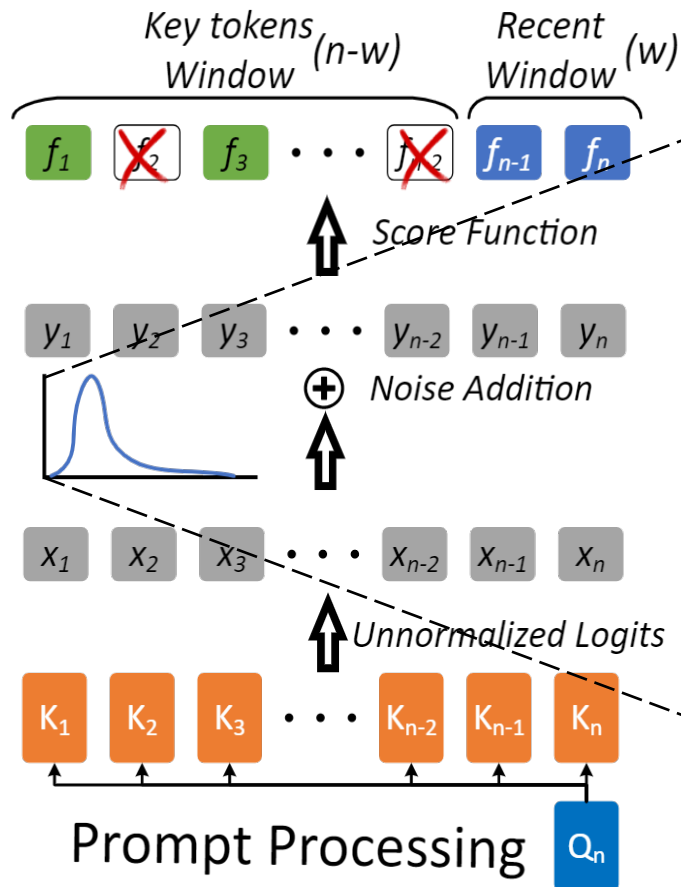 Key tokens Window (n-w)
Recent Window (w)
f1 f2 f3 · · · fn-2 fn-1 fn
Score Function
y1 y2 y3 · · · yn-2 yn-1 yn
+ Noise Addition
x1 x2 x3 · · · xn-2 xn-1 xn
Unnormalized Logits
K1 K2 K3 · · · Kn-2 Kn-1 Kn
Prompt Processing Qn